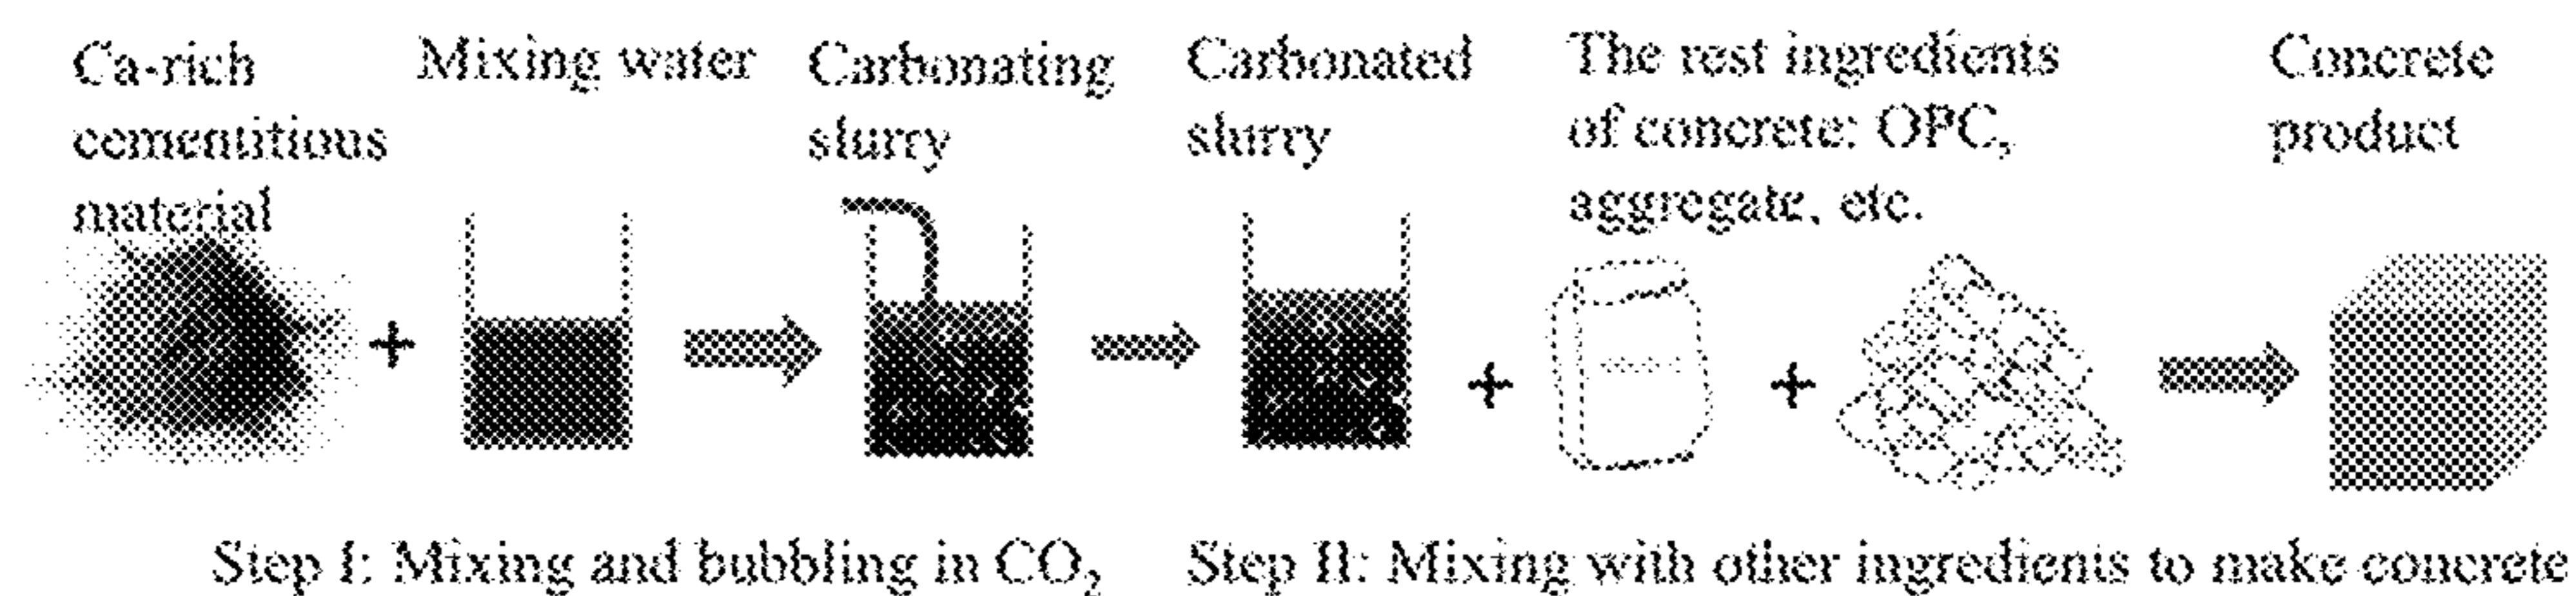 Ca-rich
cementitious
material
Mixing water
Carbonating
slurry
Carbonated
slurry
The rest ingredients
of concrete: OPC,
aggregate, etc.
Concrete
product
+
+
+
Step I: Mixing and bubbling in CO₂
Step II: Mixing with other ingredients to make concrete